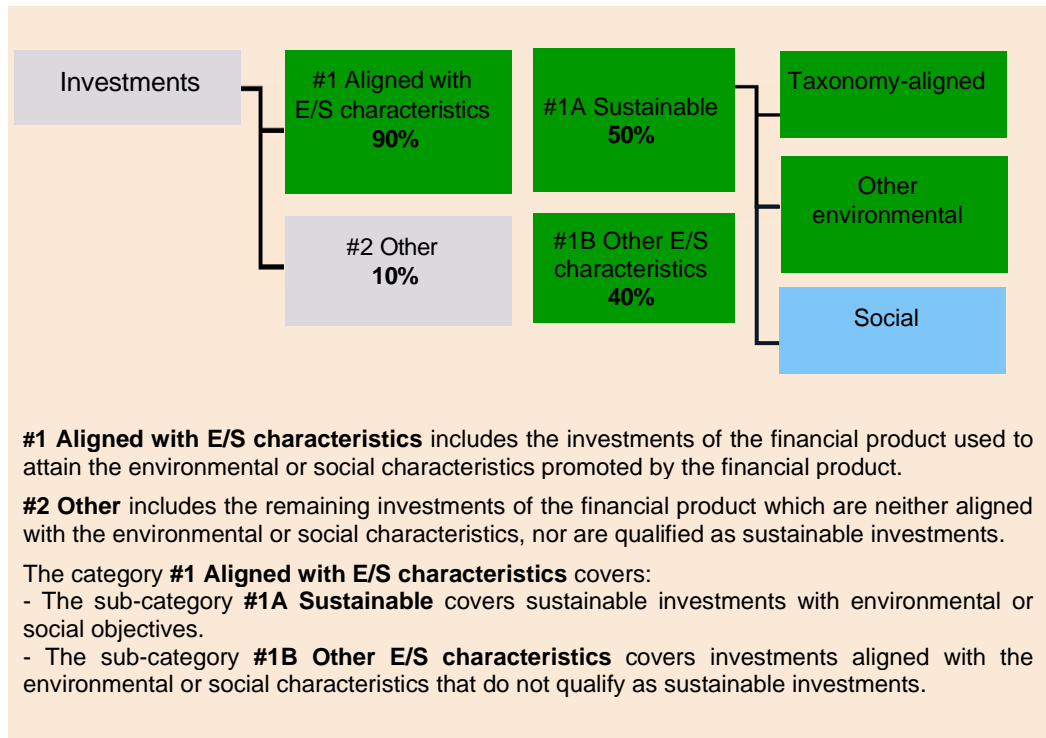 Investments
#1 Aligned with
E/S characteristics
90%
#2 Other
10%
#1A Sustainable
50%
#1B Other E/S
characteristics
40%
Taxonomy-aligned
Other
environmental
Social
#1 Aligned with E/S characteristics includes the investments of the financial product used to
attain the environmental or social characteristics promoted by the financial product.
#2 Other includes the remaining investments of the financial product which are neither aligned
with the environmental or social characteristics, nor are qualified as sustainable investments.
The category #1 Aligned with E/S characteristics covers:
- The sub-category #1A Sustainable covers sustainable investments with environmental or
social objectives.
- The sub-category #1B Other E/S characteristics covers investments aligned with the
environmental or social characteristics that do not qualify as sustainable investments.